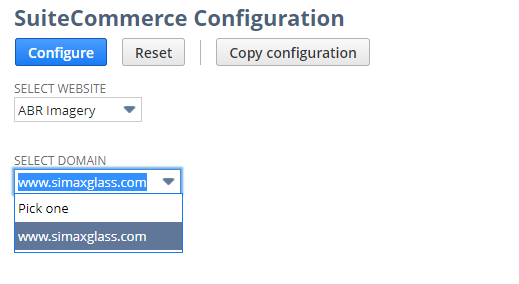 SuiteCommerce Configuration
Configure Reset Copy configuration
SELECT WEBSITE
ABR Imagery
SELECT DOMAIN
www.simaxglass.com
Pick one
www.simaxglass.com